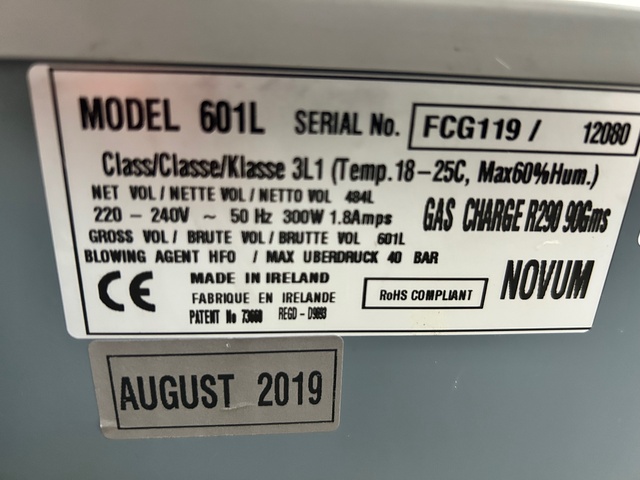 MODEL 601L SERIAL No. FCG119 / 12080
Class/Classe/Klasse 3L1 (Temp.18-25C, Max60%Hum.)
NET VOL / NETTE VOL / NETTO VOL 484L
220 - 240V ~ 50 Hz 300W 1.8Amps GAS CHARGE R290 90Gms
GROSS VOL / BRUTE VOL / BRUTTE VOL 601L
BLOWING AGENT HFO / MAX UBERDRUCK 40 BAR
CE MADE IN IRELAND RoHS COMPLIANT NOVUM
FABRIQUE EN IRELANDE
PATENT No 73660 REGD - D9693
AUGUST 2019